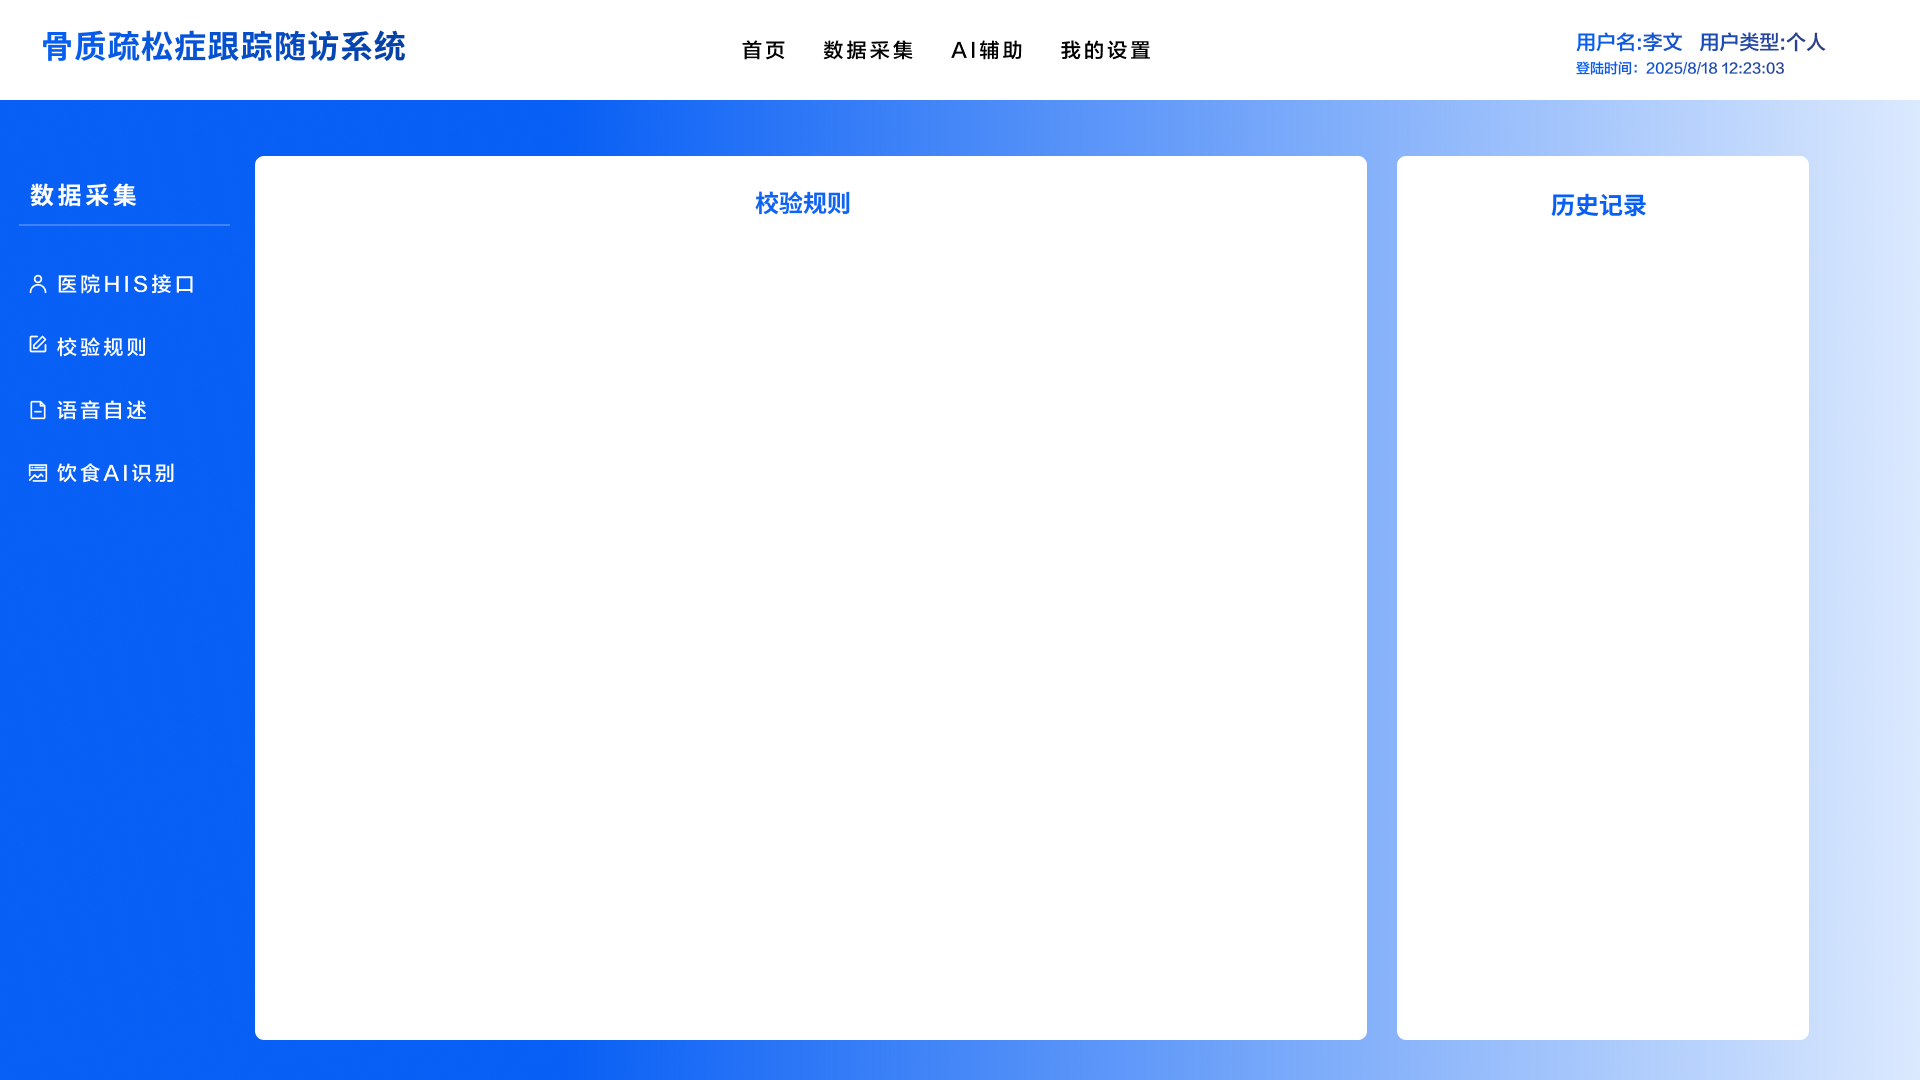 骨质疏松症跟踪随访系统
首页 数据采集 AI辅助 我的设置
用户名:李文 用户类型:个人
登陆时间：2025/8/18 12:23:03
数据采集
医院HIS接口
校验规则
语音自述
饮食AI识别
校验规则
历史记录